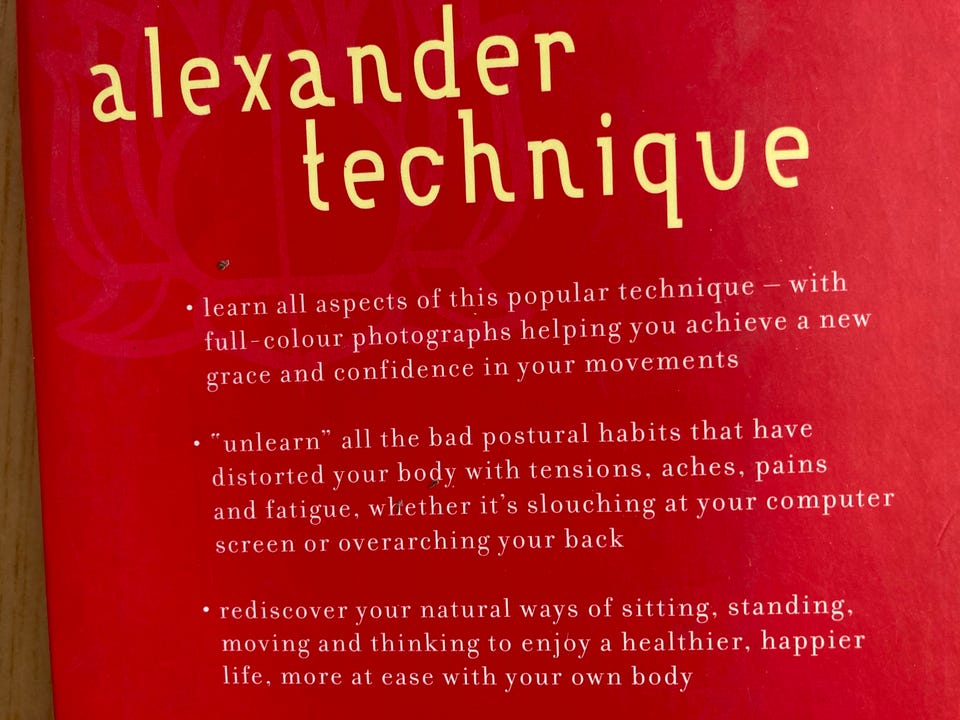 alexander
technique
• learn all aspects of this popular technique – with
full-colour photographs helping you achieve a new
grace and confidence in your movements
• “unlearn” all the bad postural habits that have
distorted your body with tensions, aches, pains
and fatigue, whether it’s slouching at your computer
screen or overarching your back
• rediscover your natural ways of sitting, standing,
moving and thinking to enjoy a healthier, happier
life, more at ease with your own body